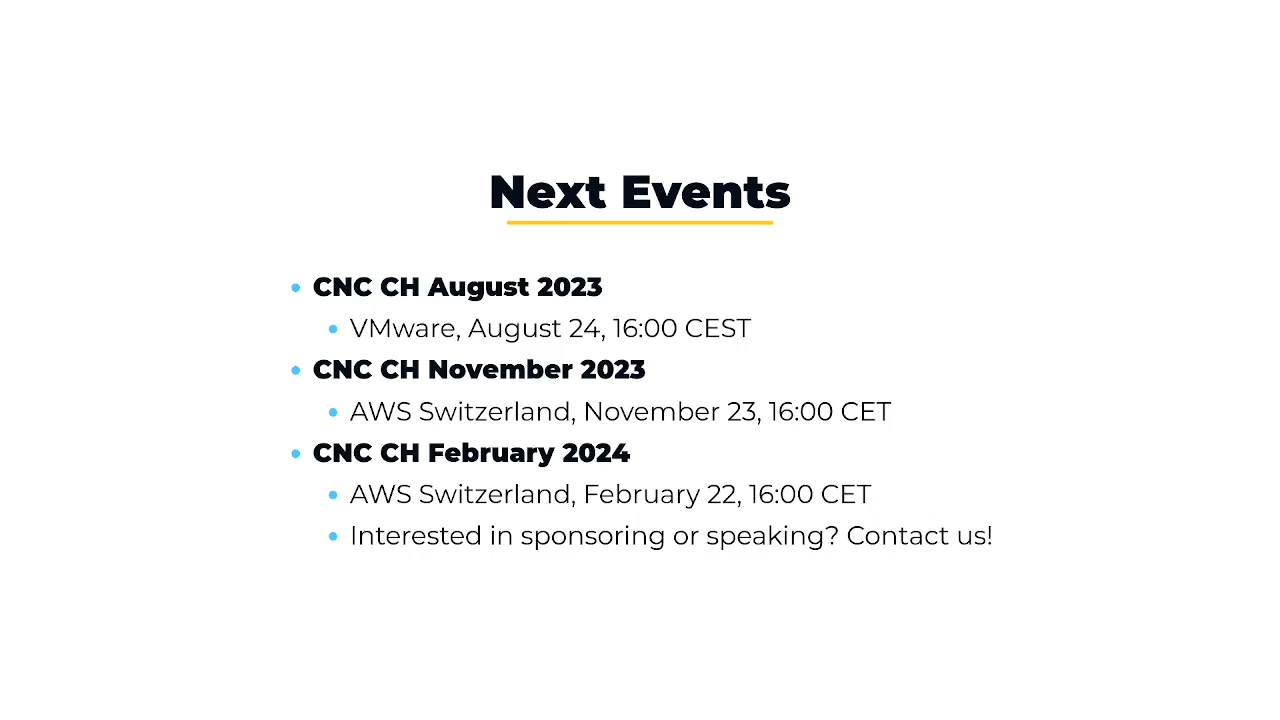 Next Events
CNC CH August 2023
VMware, August 24, 16:00 CEST
CNC CH November 2023
AWS Switzerland, November 23, 16:00 CET
CNC CH February 2024
AWS Switzerland, February 22, 16:00 CET
Interested in sponsoring or speaking? Contact us!